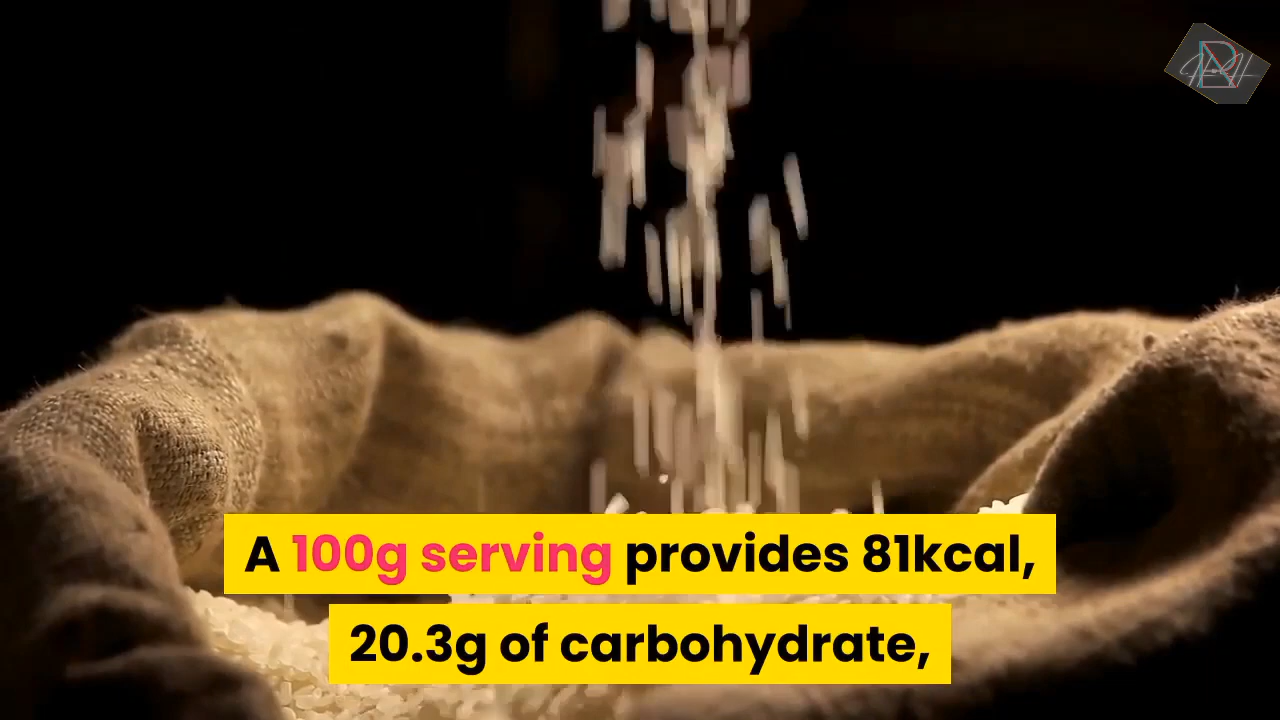 A 100g serving provides 81kcal,
20.3g of carbohydrate,